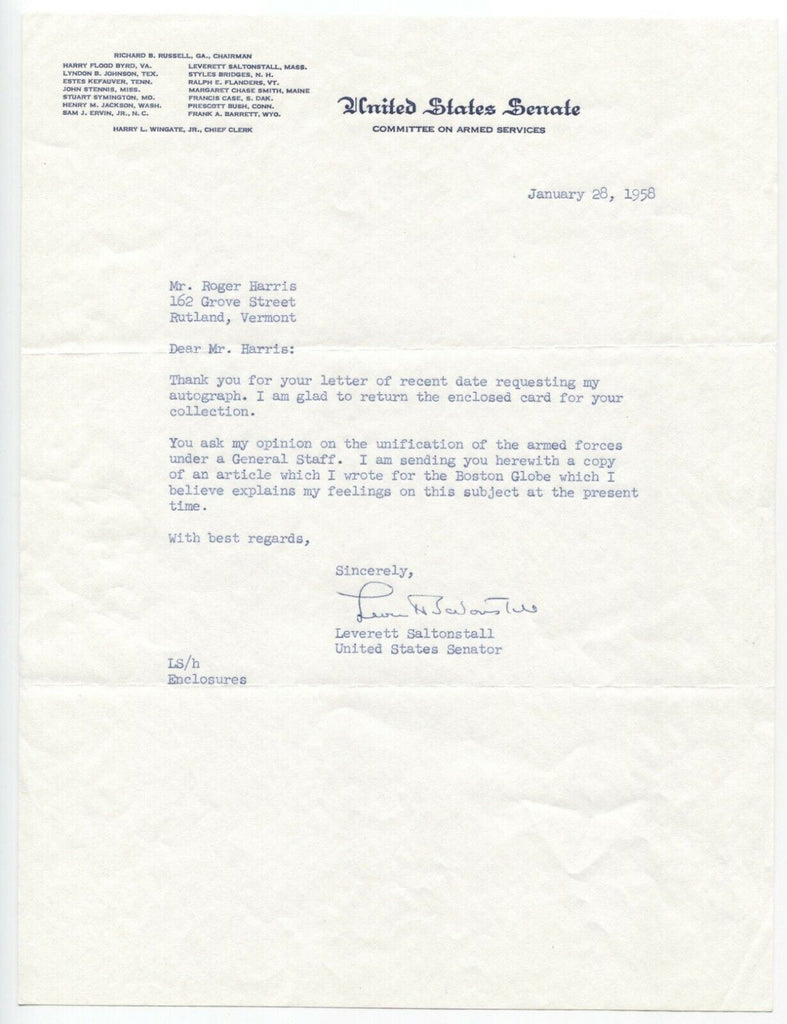 RICHARD B. RUSSELL, GA., CHAIRMAN
HARRY FLOOD BYRD, VA.
LYNDON B. JOHNSON, TEX.
ESTES KEFAUVER, TENN.
JOHN STENNIS, MISS.
STUART SYMINGTON, MO.
HENRY M. JACKSON, WASH.
SAM J. ERVIN, JR., N. C.
LEVERETT SALTONSTALL, MASS.
STYLES BRIDGES, N. H.
RALPH E. FLANDERS, VT.
MARGARET CHASE SMITH, MAINE
FRANCIS CASE, S. DAK.
PRESCOTT BUSH, CONN.
FRANK A. BARRETT, WYO.
HARRY L. WINGATE, JR., CHIEF CLERK
United States Senate
COMMITTEE ON ARMED SERVICES
January 28, 1958
Mr. Roger Harris
162 Grove Street
Rutland, Vermont
Dear Mr. Harris:
Thank you for your letter of recent date requesting my
autograph. I am glad to return the enclosed card for your
collection.
You ask my opinion on the unification of the armed forces
under a General Staff.  I am sending you herewith a copy
of an article which I wrote for the Boston Globe which I
believe explains my feelings on this subject at the present
time.
With best regards,
Sincerely,
Leverett Saltonstall
Leverett Saltonstall
United States Senator
LS/h
Enclosures